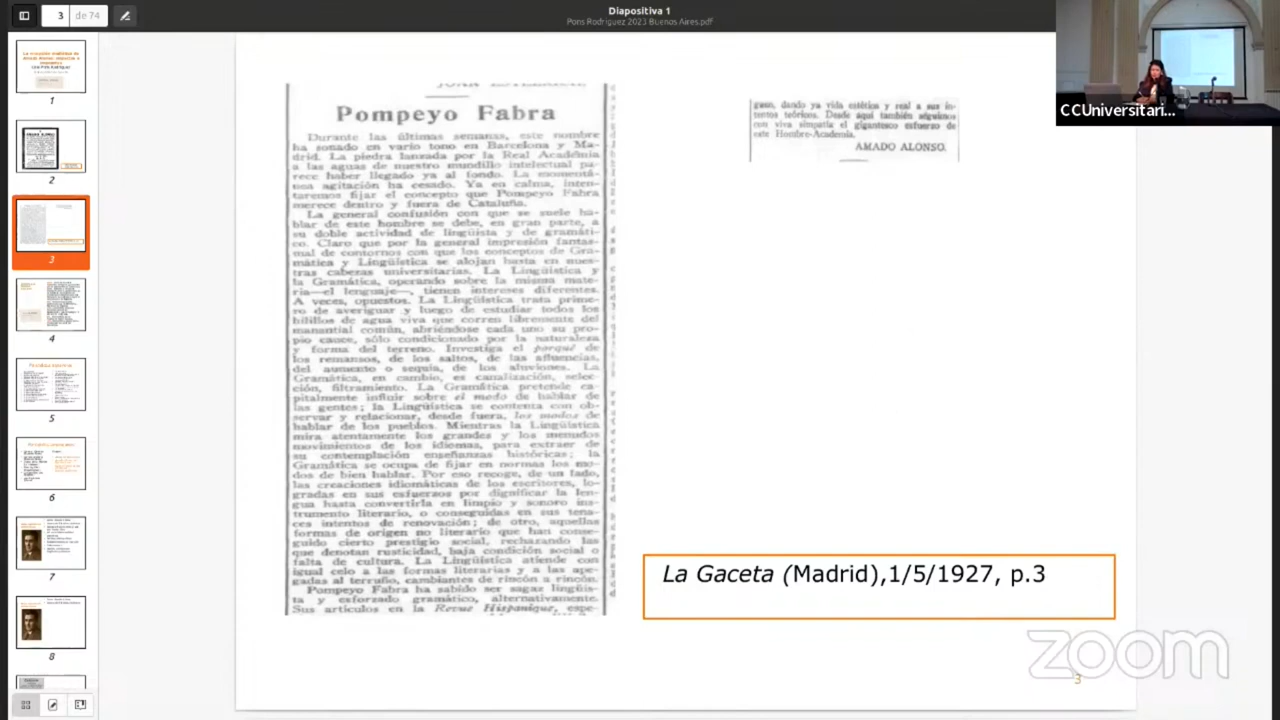 3 de 74
Diapositiva 1
Pons Rodriguez 2023 Buenos Aires.pdf
CCUniversitari...
1
2
3
4
5
6
7
8
Pompeyo Fabra
Durante las últimas semanas, este nombre
ha sonado en vario tono en Barcelona y Ma-
drid. La piedra lanzada por la Real Academia
a las aguas de nuestro mundillo intelectual pa-
rece haber llegado ya al fondo. La momentá-
nea agitación ha cesado. Ya en calma, inten-
taremos fijar el concepto que Pompeyo Fabra
merece dentro y fuera de Cataluña.
La general confusión con que se suele ha-
blar de este hombre se debe, en gran parte, a
su doble actividad de lingüista y de gramáti-
co. Claro que por la general impresión fantas-
mal de contornos con que los conceptos de Gra-
mática y Lingüística se alojan hasta en nues-
tras cabezas universitarias. La Lingüística y
la Gramática, operando sobre la misma mate-
ria—el lenguaje—, tienen intereses diferentes.
A veces, opuestos. La Lingüística trata prime-
ro de averiguar y luego de estudiar todos los
hilillos de agua viva que corren libremente del
manantial común, abriéndose cada uno su pro-
pio cauce, sólo condicionado por la naturaleza
y forma del terreno. Investiga el porqué de
los remansos, de los saltos, de las afluencias,
del aumento o sequía, de los aluviones. La
Gramática, en cambio, es canalización, selec-
ción, filtramiento. La Gramática pretende ca-
pitalmente influir sobre el modo de hablar de
las gentes; la Lingüística se contenta con ob-
servar y relacionar, desde fuera, los modos de
hablar de los pueblos. Mientras la Lingüística
mira atentamente los grandes y los menudos
movimientos de los idiomas, para extraer de
su contemplación enseñanzas históricas; la
Gramática se ocupa de fijar en normas los mo-
dos de bien hablar. Por eso recoge, de un lado,
las creaciones idiomáticas de los escritores, lo-
gradas en sus esfuerzos por dignificar la len-
gua hasta convertirla en limpio y sonoro ins-
trumento literario, o conseguidas en sus tena-
ces intentos de renovación; de otro, aquellas
formas de origen no literario que han conse-
guido cierto prestigio social, rechazando las
que denotan rusticidad, baja condición social o
falta de cultura. La Lingüística atiende con
igual celo a las formas literarias y a las ape-
gadas al terruño, cambiantes de rincón a rincón.
Pompeyo Fabra ha sabido ser sagaz lingüis-
ta y esforzado gramático, alternativamente.
Sus artículos en la Revue Hispanique, espe-
dando ya vida estética y real a sus in-
tentos teóricos. Desde aquí también seguimos
con viva simpatía el gigantesco esfuerzo de
este Hombre-Academia.
AMADO ALONSO.
La Gaceta (Madrid),1/5/1927, p.3
zoom
3